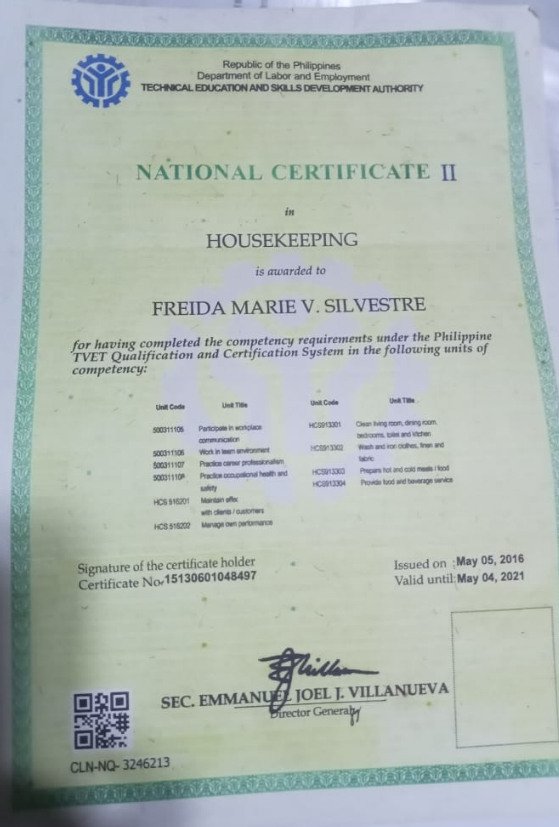 Republic of the Philippines
Department of Labor and Employment
TECHNICAL EDUCATION AND SKILLS DEVELOPMENT AUTHORITY
NATIONAL CERTIFICATE II
in
HOUSEKEEPING
is awarded to
FREIDA MARIE V. SILVESTRE
for having completed the competency requirements under the Philippine
TVET Qualification and Certification System in the following units of
competency:
Unit Code Unit Title
500311105 Participate in workplace
communication
500311106 Work in team environment
500311107 Practice career professionalism
500311108 Practice occupational health and
safety
HCS 516201 Maintain effec
with clients / customers
HCS 516202 Manage own performance
Unit Code Unit Title
HCS913301 Clean living room, dining room,
bedrooms, toilet and kitchen
HCS913302 Wash and iron clothes, linen and
fabric
HCS913303 Prepare hot and cold meals / food
HCS913304 Provide food and beverage service
Signature of the certificate holder
Certificate No. 15130601048497
Issued on : May 05, 2016
Valid until: May 04, 2021
SEC. EMMANUEL JOEL J. VILLANUEVA
Director General
CLN-NQ- 3246213